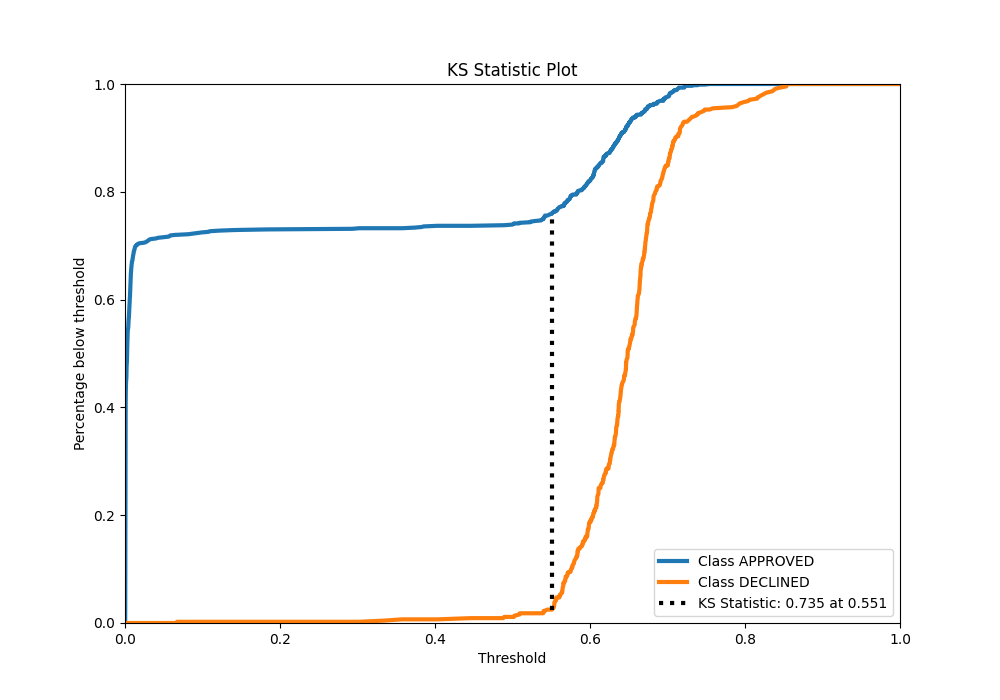 KS Statistic Plot
1.0
0.8
0.6
0.4
0.2
0.0
Percentage below threshold
0.0 0.2 0.4 0.6 0.8 1.0
Threshold
Class APPROVED
Class DECLINED
KS Statistic: 0.735 at 0.551